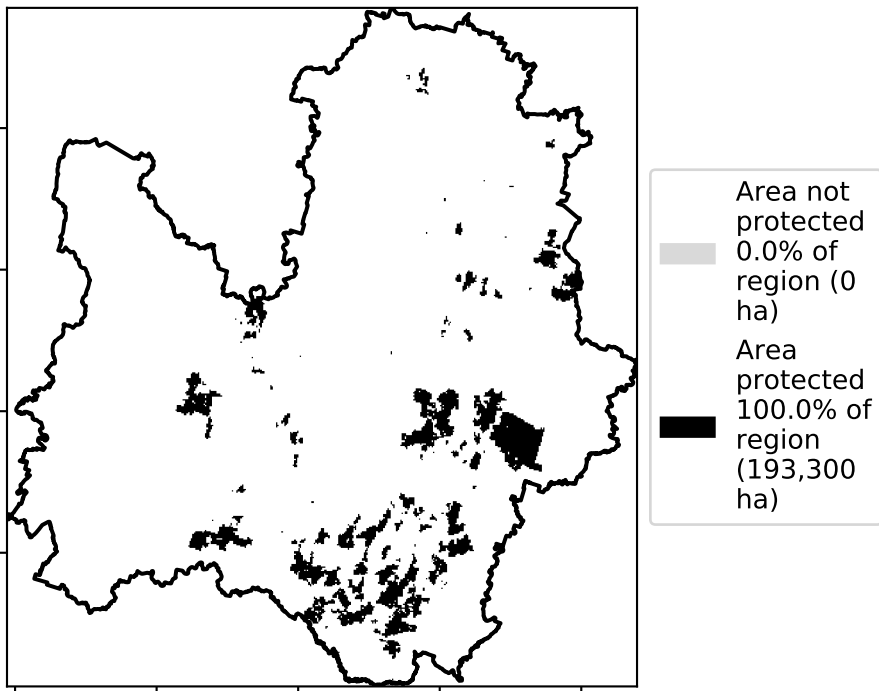 Area not
protected
0.0% of
region (0
ha)
Area
protected
100.0% of
region
(193,300
ha)